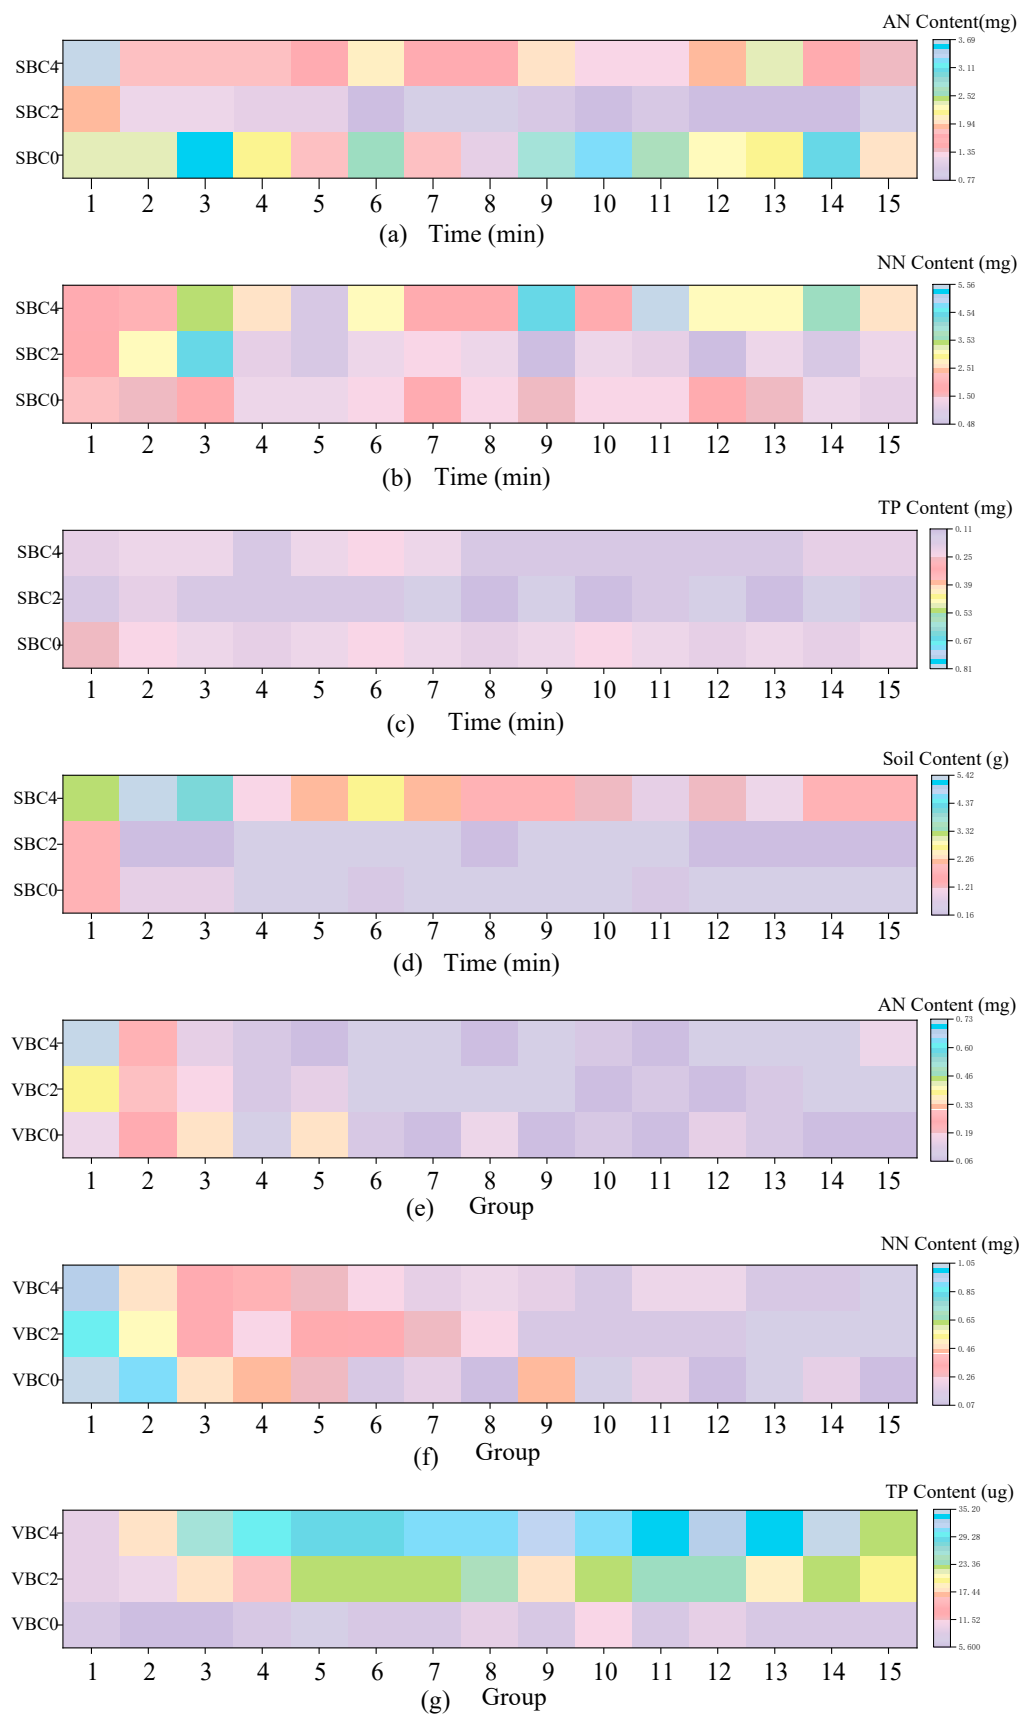 AN Content(mg)
3.69
SBC4
3.11
SBC2
2.52
1.94
SBC0
1.35
0.77
1 2 3 4 5 6 7 8 9 10 11 12 13 14 15
(a) Time (min)
NN Content (mg)
5.56
SBC4
4.54
SBC2
3.53
2.51
SBC0
1.50
0.48
1 2 3 4 5 6 7 8 9 10 11 12 13 14 15
(b) Time (min)
TP Content (mg)
0.11
SBC4
0.25
SBC2
0.39
0.53
SBC0
0.67
0.81
1 2 3 4 5 6 7 8 9 10 11 12 13 14 15
(c) Time (min)
Soil Content (g)
5.42
SBC4
4.37
SBC2
3.32
2.26
SBC0
1.21
0.16
1 2 3 4 5 6 7 8 9 10 11 12 13 14 15
(d) Time (min)
AN Content (mg)
0.73
VBC4
0.60
VBC2
0.46
0.33
VBC0
0.19
0.06
1 2 3 4 5 6 7 8 9 10 11 12 13 14 15
(e) Group
NN Content (mg)
1.05
VBC4
0.85
VBC2
0.65
0.46
VBC0
0.26
0.07
1 2 3 4 5 6 7 8 9 10 11 12 13 14 15
(f) Group
TP Content (ug)
35.20
VBC4
29.28
VBC2
23.36
17.44
VBC0
11.52
5.600
1 2 3 4 5 6 7 8 9 10 11 12 13 14 15
(g) Group